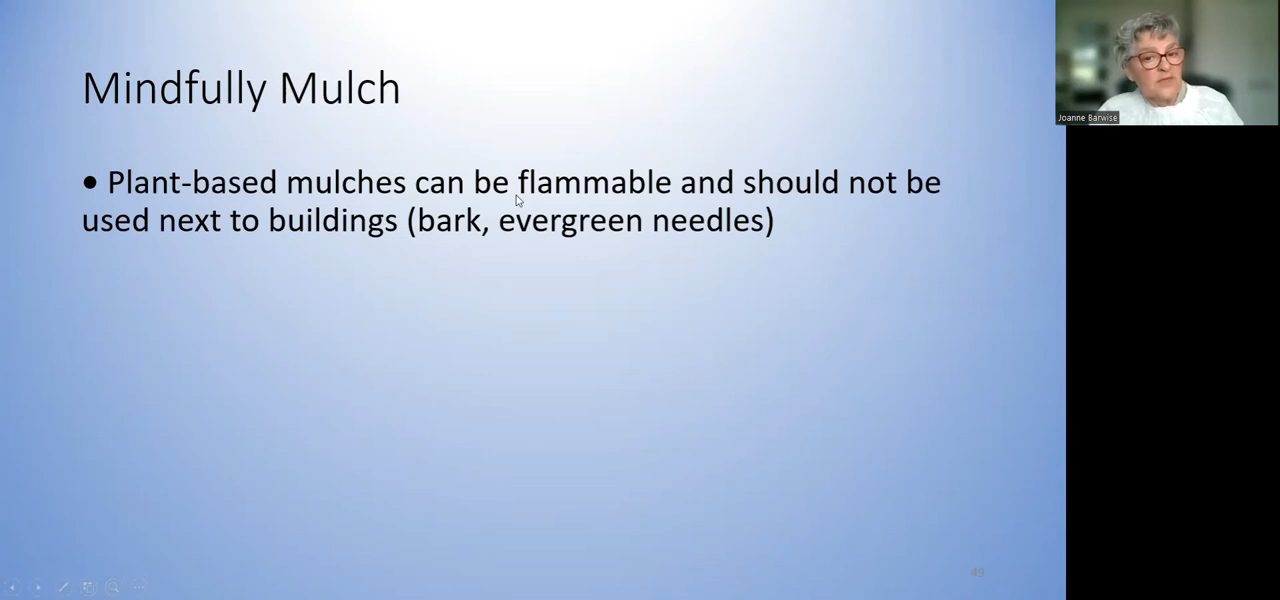 Mindfully Mulch
• Plant-based mulches can be flammable and should not be
used next to buildings (bark, evergreen needles)
Joanne Barwise
49